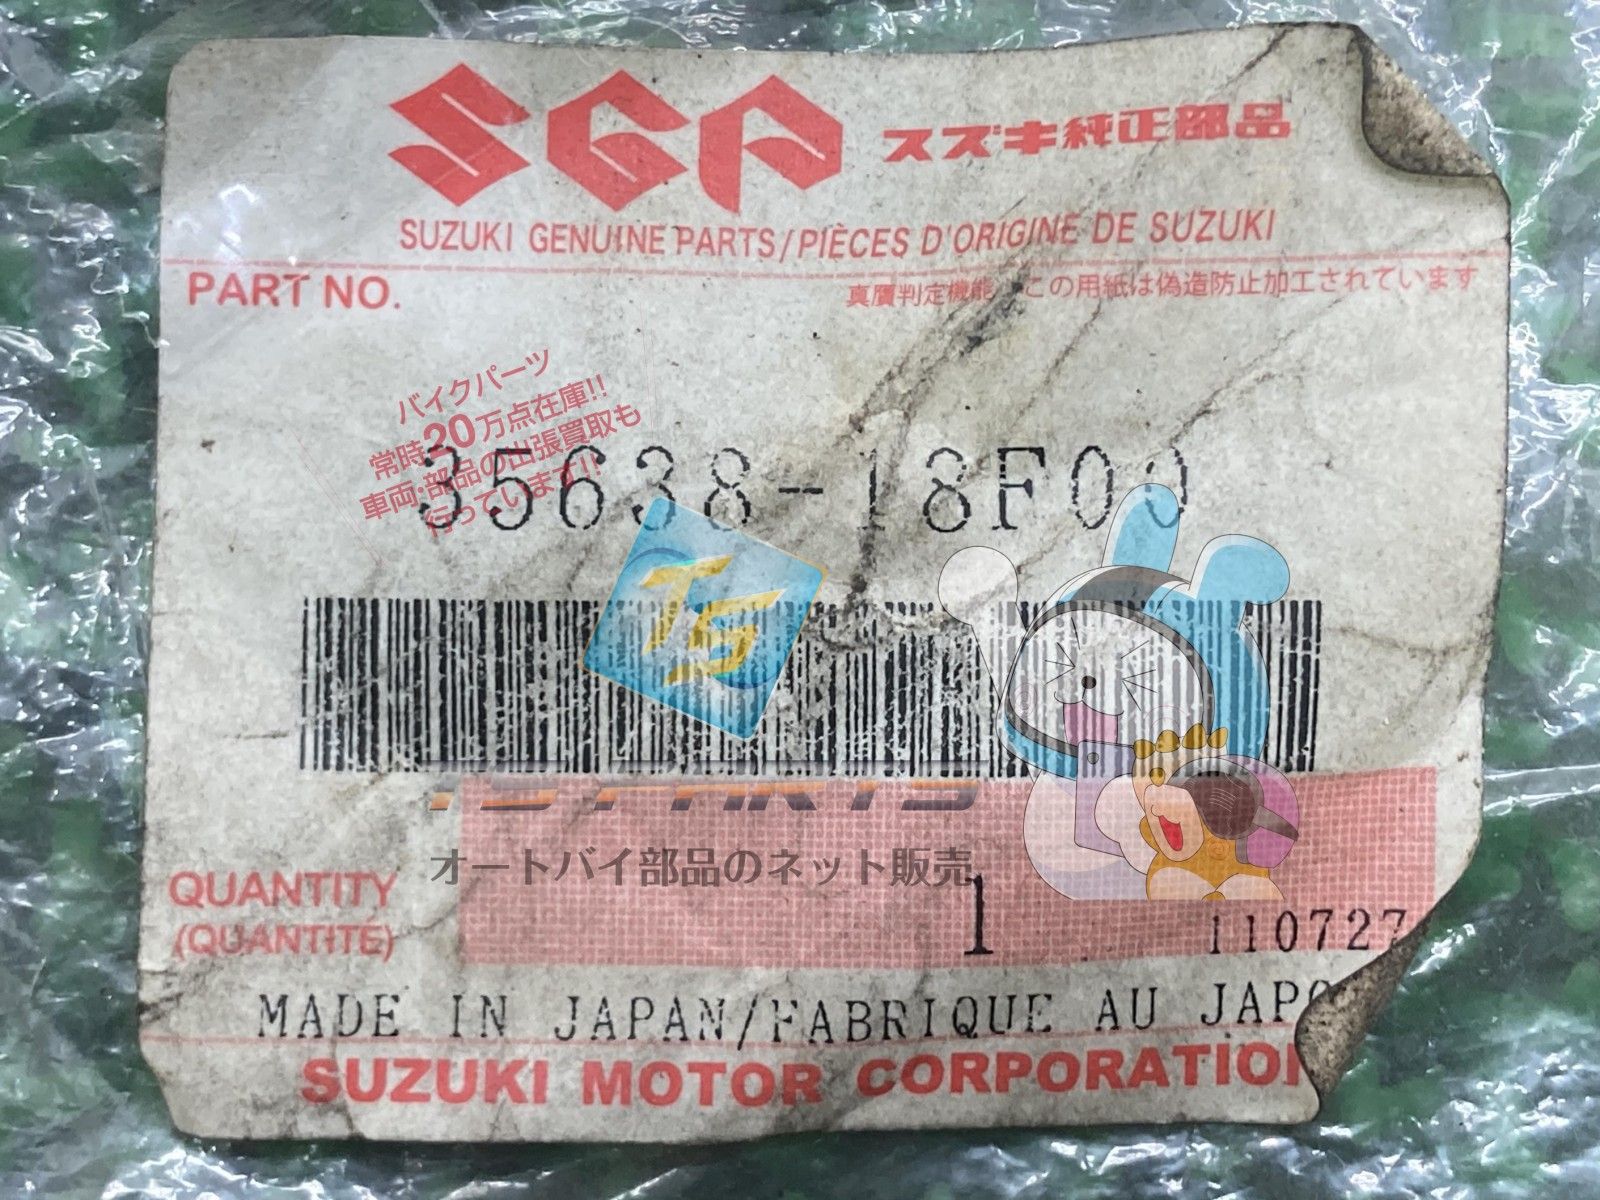 SGP スズキ純正部品
SUZUKI GENUINE PARTS/PIÈCES D'ORIGINE DE SUZUKI
PART NO.
真贋判定機能 この用紙は偽造防止加工されています
バイクパーツ
常時20万点在庫!!
車両・部品の出張買取も
行っています!!
35638-18F00
TS
TS PARTS
オートバイ部品のネット販売
QUANTITY
(QUANTITÉ)
1
110727
MADE IN JAPAN/FABRIQUE AU JAPO
SUZUKI MOTOR CORPORATION